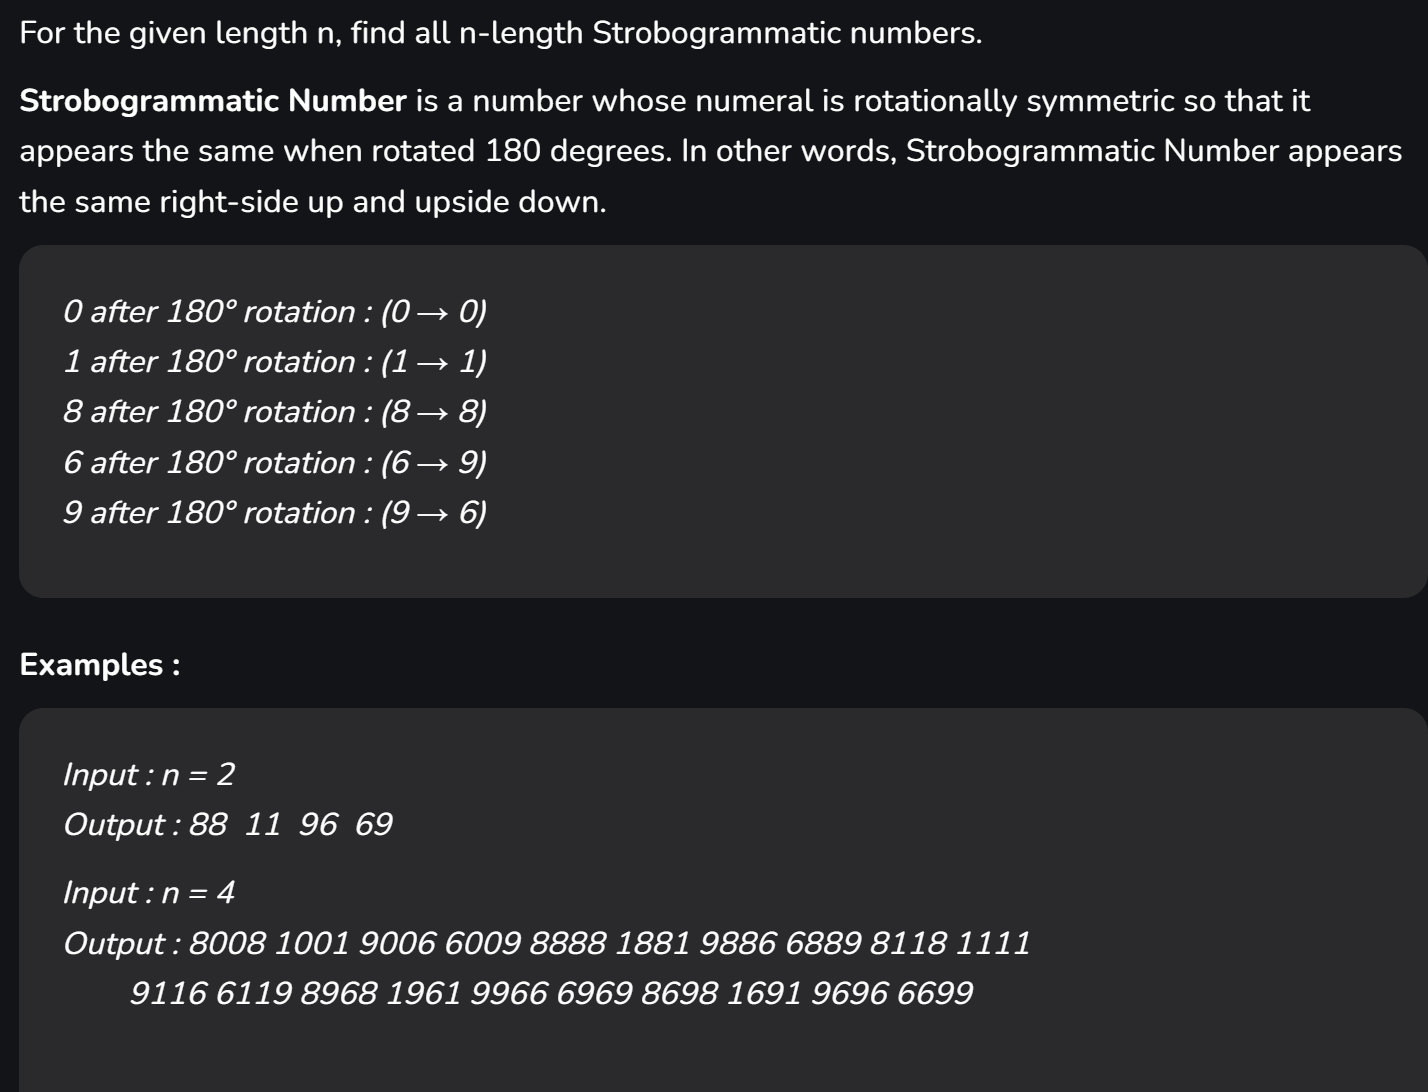 For the given length n, find all n-length Strobogrammatic numbers.
Strobogrammatic Number is a number whose numeral is rotationally symmetric so that it
appears the same when rotated 180 degrees. In other words, Strobogrammatic Number appears
the same right-side up and upside down.
0 after 180° rotation : (0 → 0)
1 after 180° rotation : (1 → 1)
8 after 180° rotation : (8 → 8)
6 after 180° rotation : (6 → 9)
9 after 180° rotation : (9 → 6)
Examples :
Input : n = 2
Output : 88 11 96 69
Input : n = 4
Output : 8008 1001 9006 6009 8888 1881 9886 6889 8118 1111
9116 6119 8968 1961 9966 6969 8698 1691 9696 6699